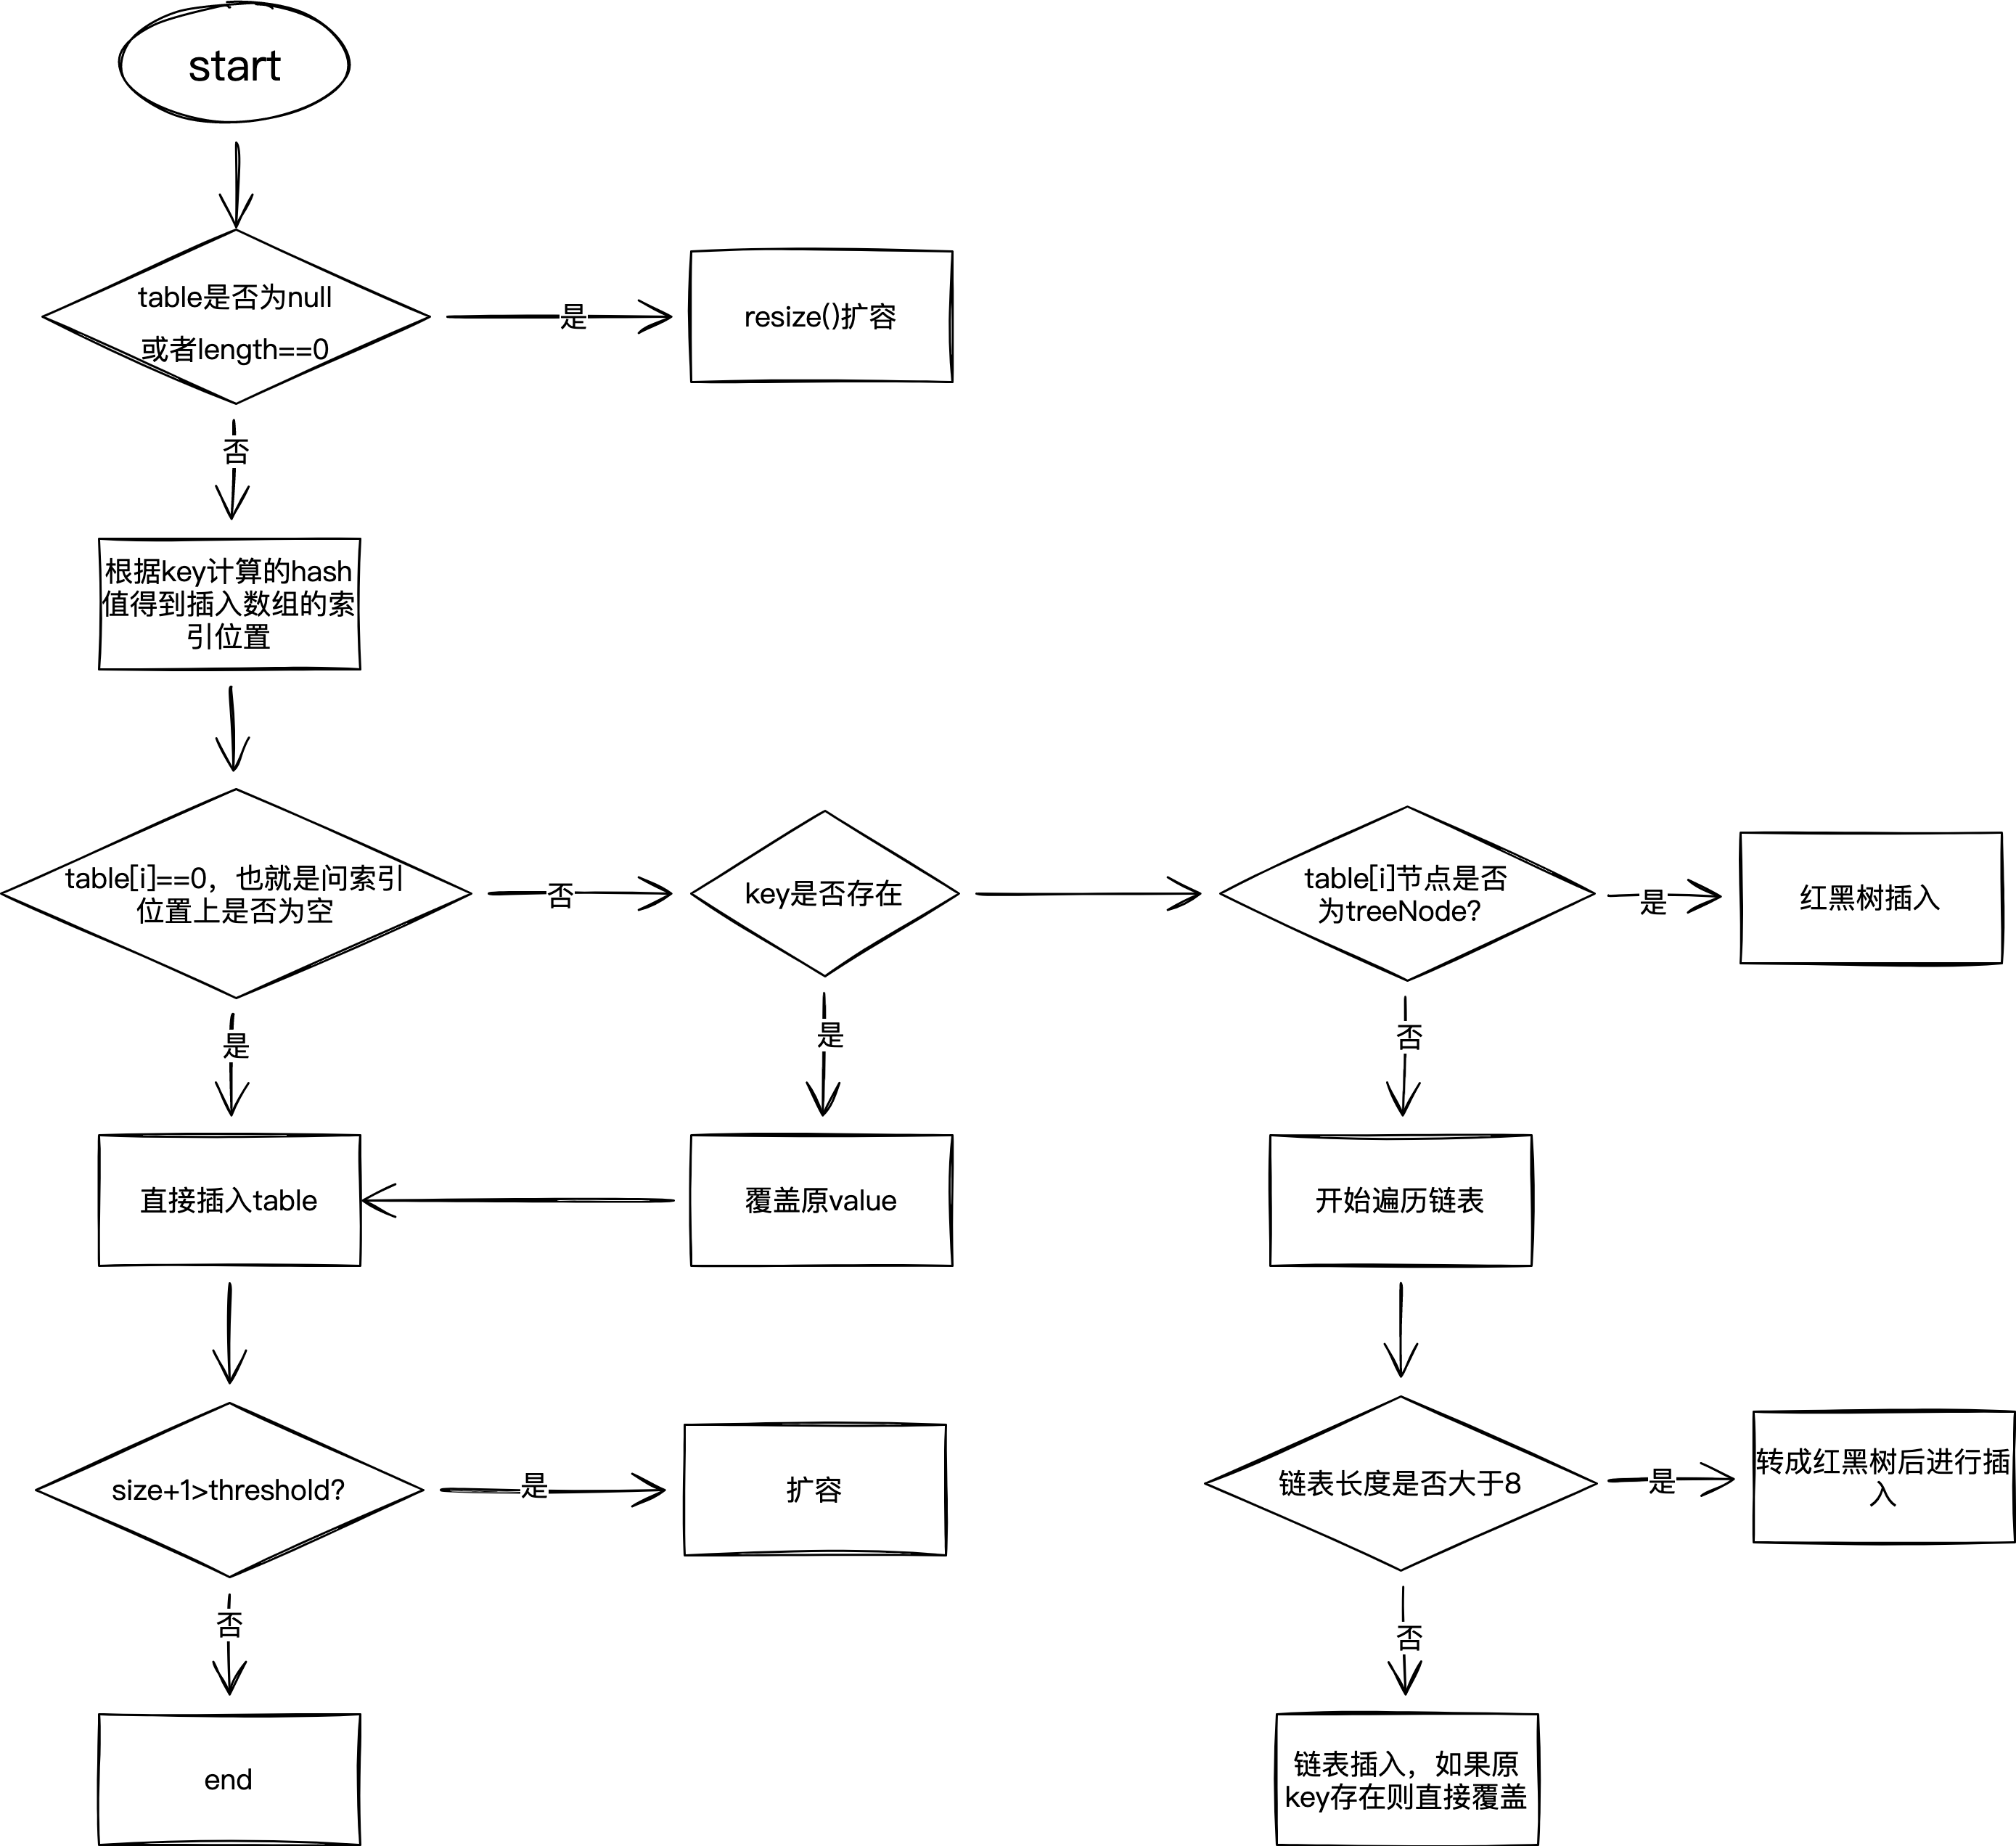 start
table是否为null
或者length==0
是
resize()扩容
否
根据key计算的hash
值得到插入数组的索
引位置
table[i]==0，也就是问索引
位置上是否为空
否
key是否存在
table[i]节点是否
为treeNode?
是
红黑树插入
是
是
否
直接插入table
覆盖原value
开始遍历链表
size+1>threshold?
是
扩容
链表长度是否大于8
是
转成红黑树后进行插
入
否
否
end
链表插入，如果原
key存在则直接覆盖